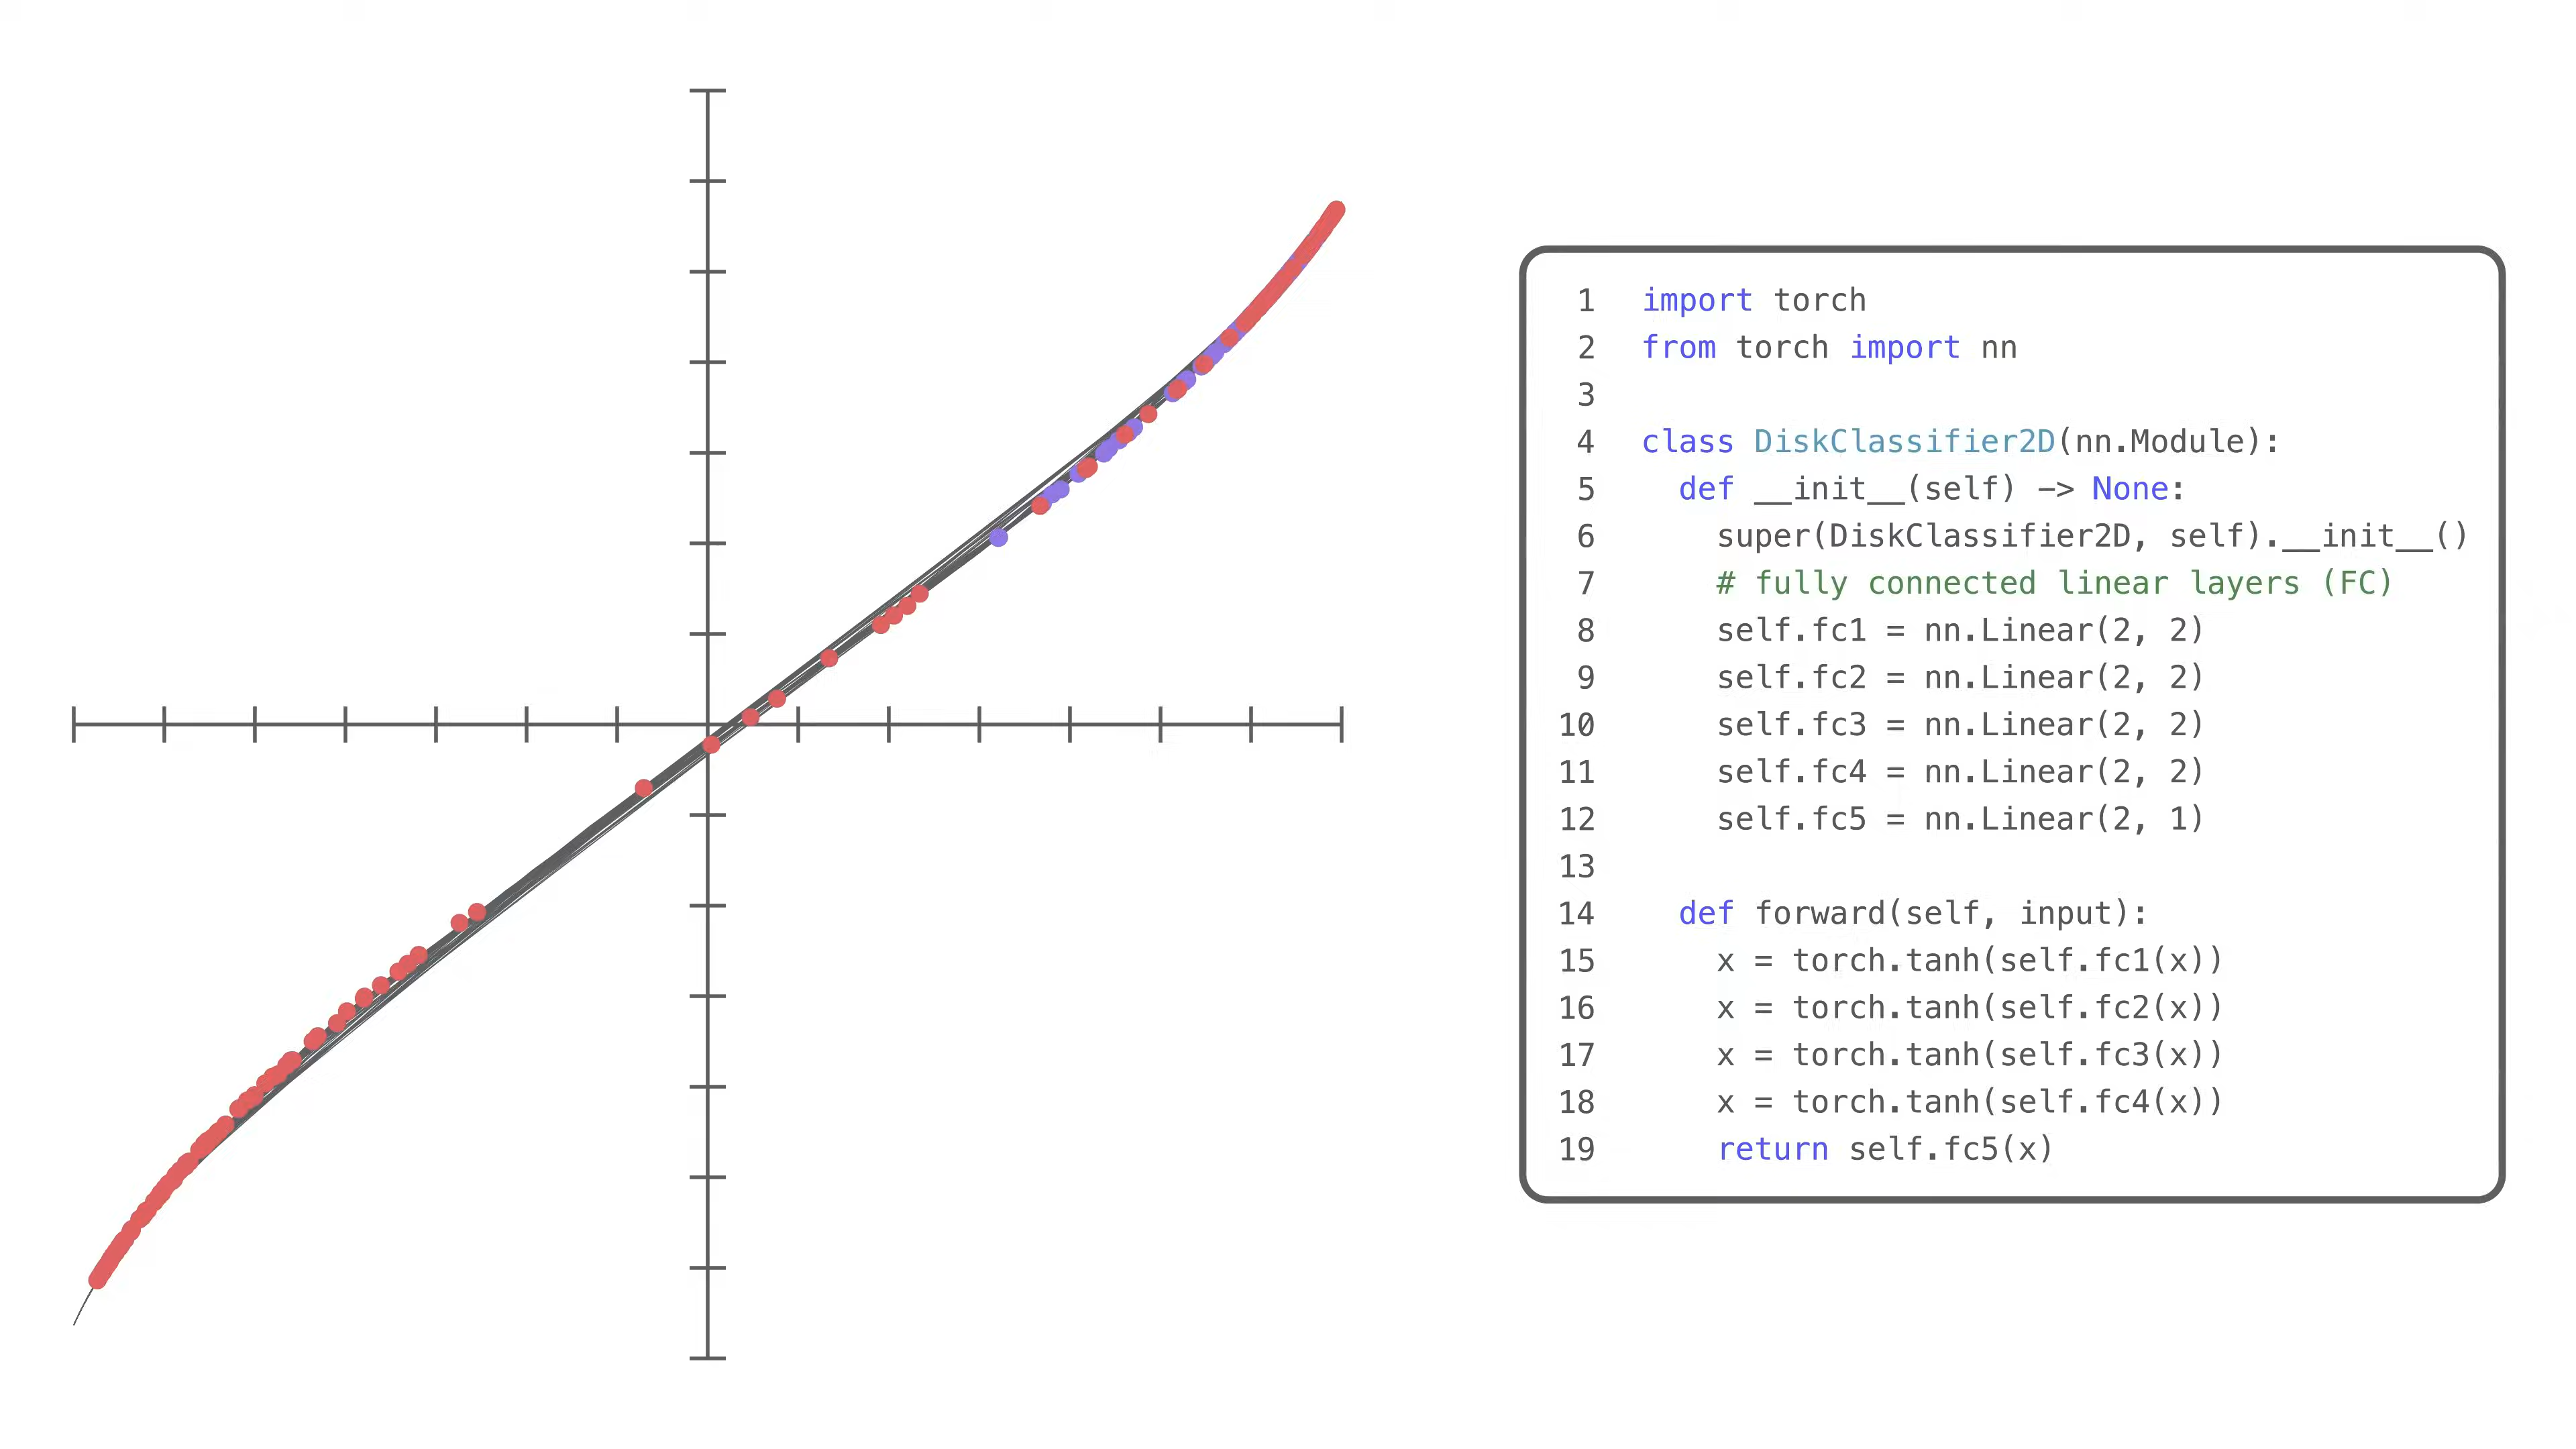 1 import torch
2 from torch import nn
3
4 class DiskClassifier2D(nn.Module):
5   def __init__(self) -> None:
6     super(DiskClassifier2D, self).__init__()
7     # fully connected linear layers (FC)
8     self.fc1 = nn.Linear(2, 2)
9     self.fc2 = nn.Linear(2, 2)
10     self.fc3 = nn.Linear(2, 2)
11     self.fc4 = nn.Linear(2, 2)
12     self.fc5 = nn.Linear(2, 1)
13
14   def forward(self, input):
15     x = torch.tanh(self.fc1(x))
16     x = torch.tanh(self.fc2(x))
17     x = torch.tanh(self.fc3(x))
18     x = torch.tanh(self.fc4(x))
19     return self.fc5(x)